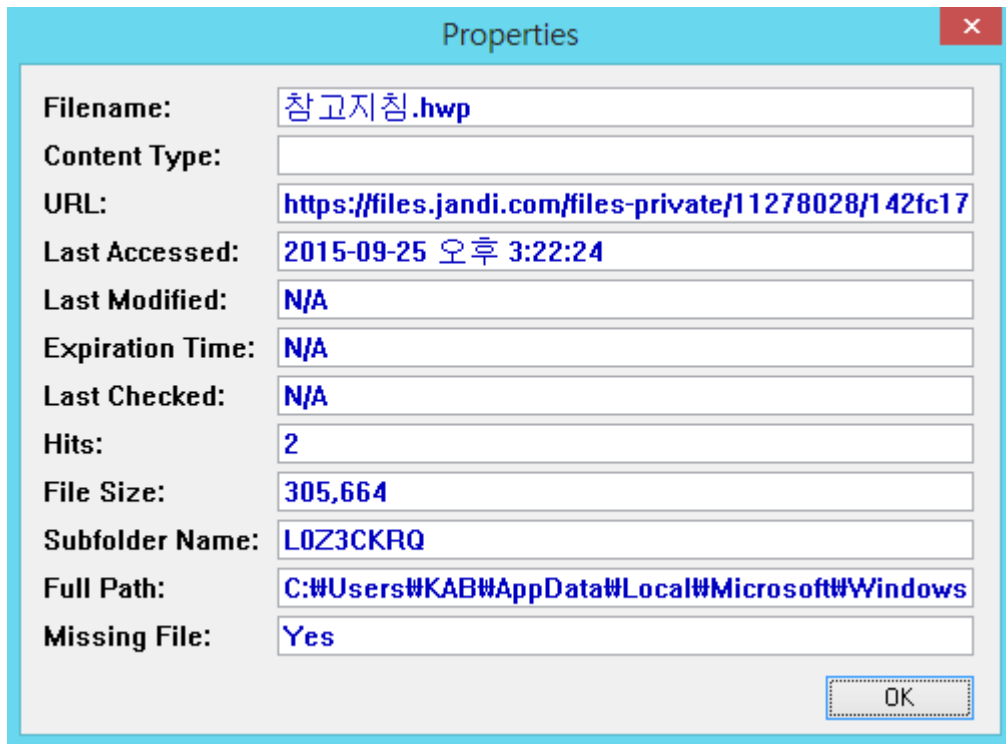 Properties
Filename: 참고지침.hwp
Content Type:
URL: https://files.jandi.com/files-private/11278028/142fc17
Last Accessed: 2015-09-25 오후 3:22:24
Last Modified: N/A
Expiration Time: N/A
Last Checked: N/A
Hits: 2
File Size: 305,664
Subfolder Name: L0Z3CKRQ
Full Path: C:₩Users₩KAB₩AppData₩Local₩Microsoft₩Windows
Missing File: Yes
OK